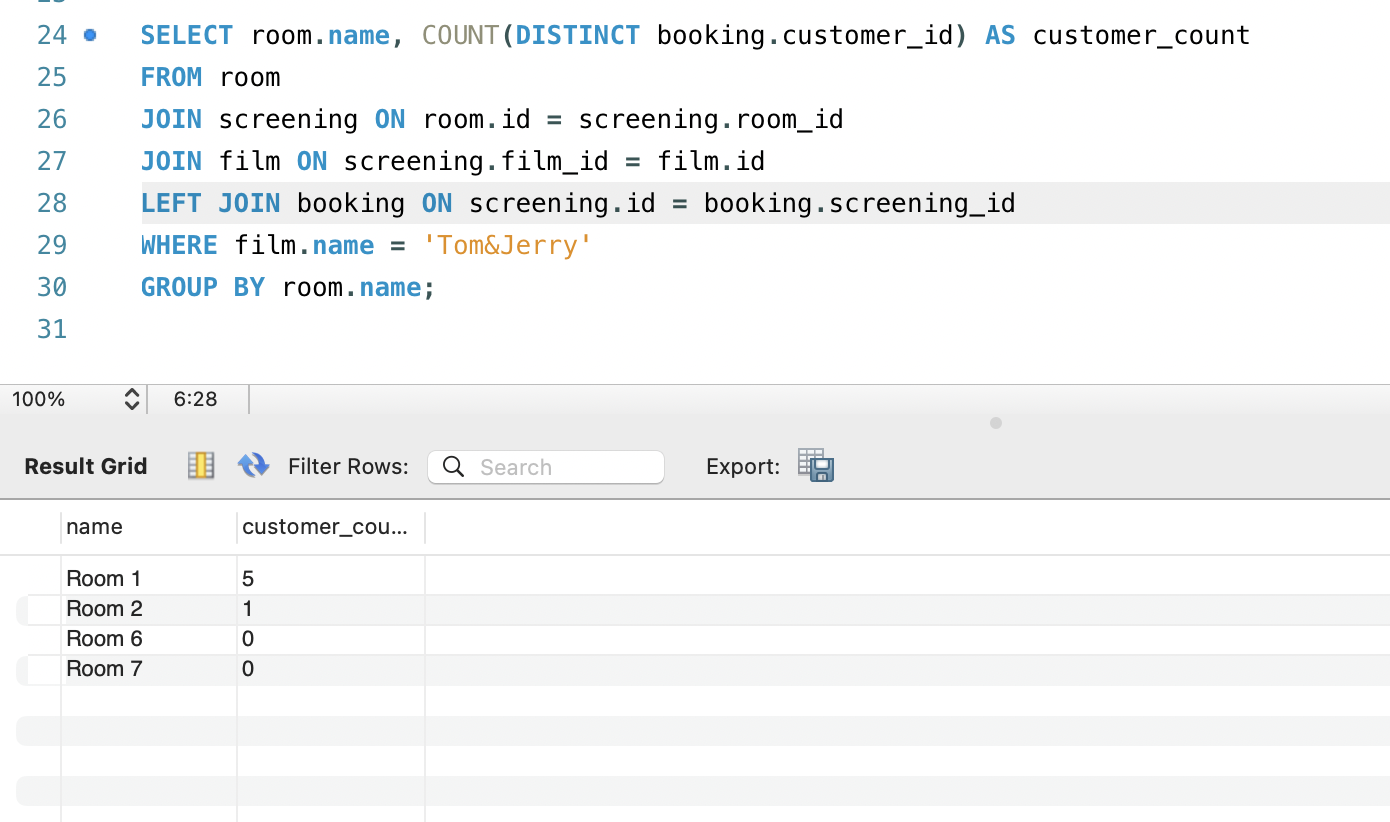 24 SELECT room.name, COUNT(DISTINCT booking.customer_id) AS customer_count
25 FROM room
26 JOIN screening ON room.id = screening.room_id
27 JOIN film ON screening.film_id = film.id
28 LEFT JOIN booking ON screening.id = booking.screening_id
29 WHERE film.name = 'Tom&Jerry'
30 GROUP BY room.name;
31
100% 6:28
Result Grid Filter Rows: Search Export:
name customer_cou...
Room 1 5
Room 2 1
Room 6 0
Room 7 0